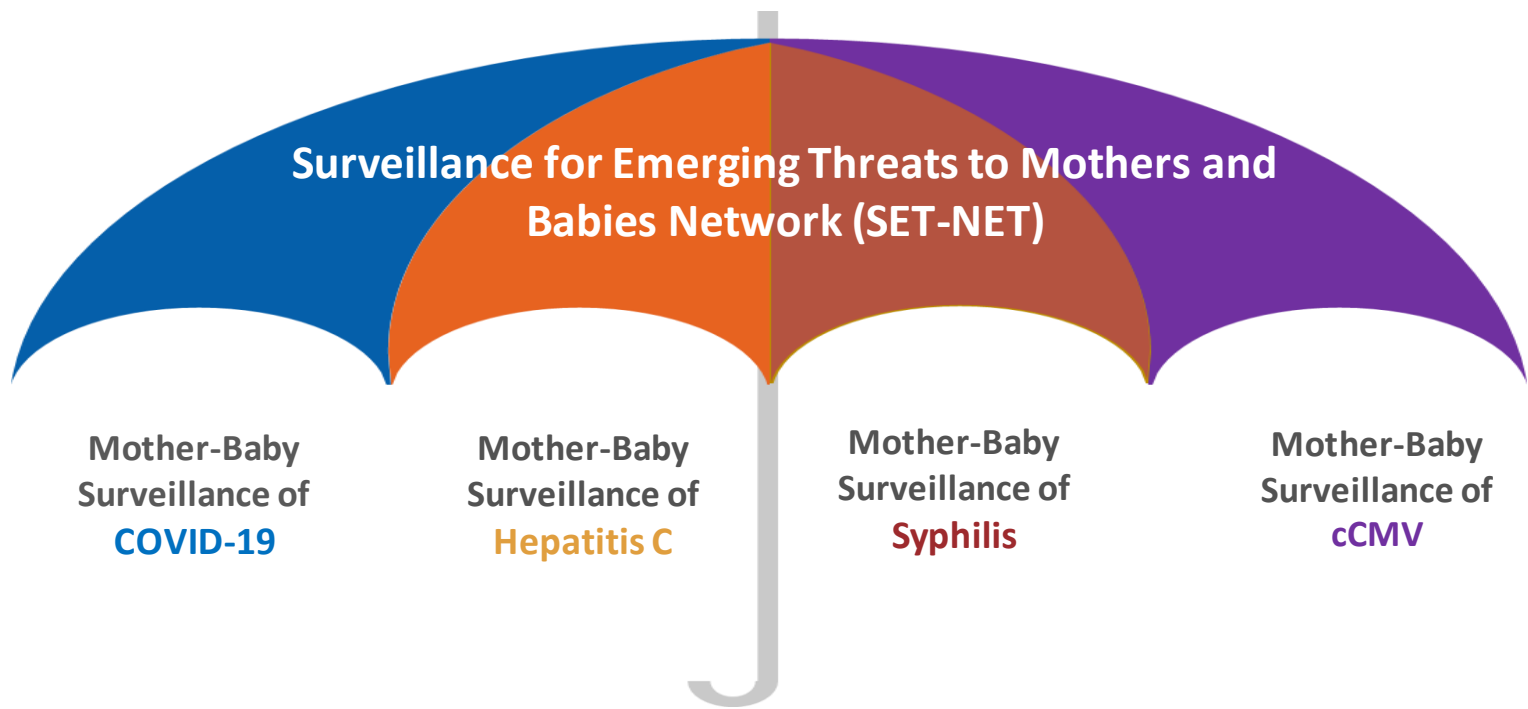 Surveillance for Emerging Threats to Mothers and
Babies Network (SET-NET)
Mother-Baby
Surveillance of
COVID-19
Mother-Baby
Surveillance of
Hepatitis C
Mother-Baby
Surveillance of
Syphilis
Mother-Baby
Surveillance of
cCMV